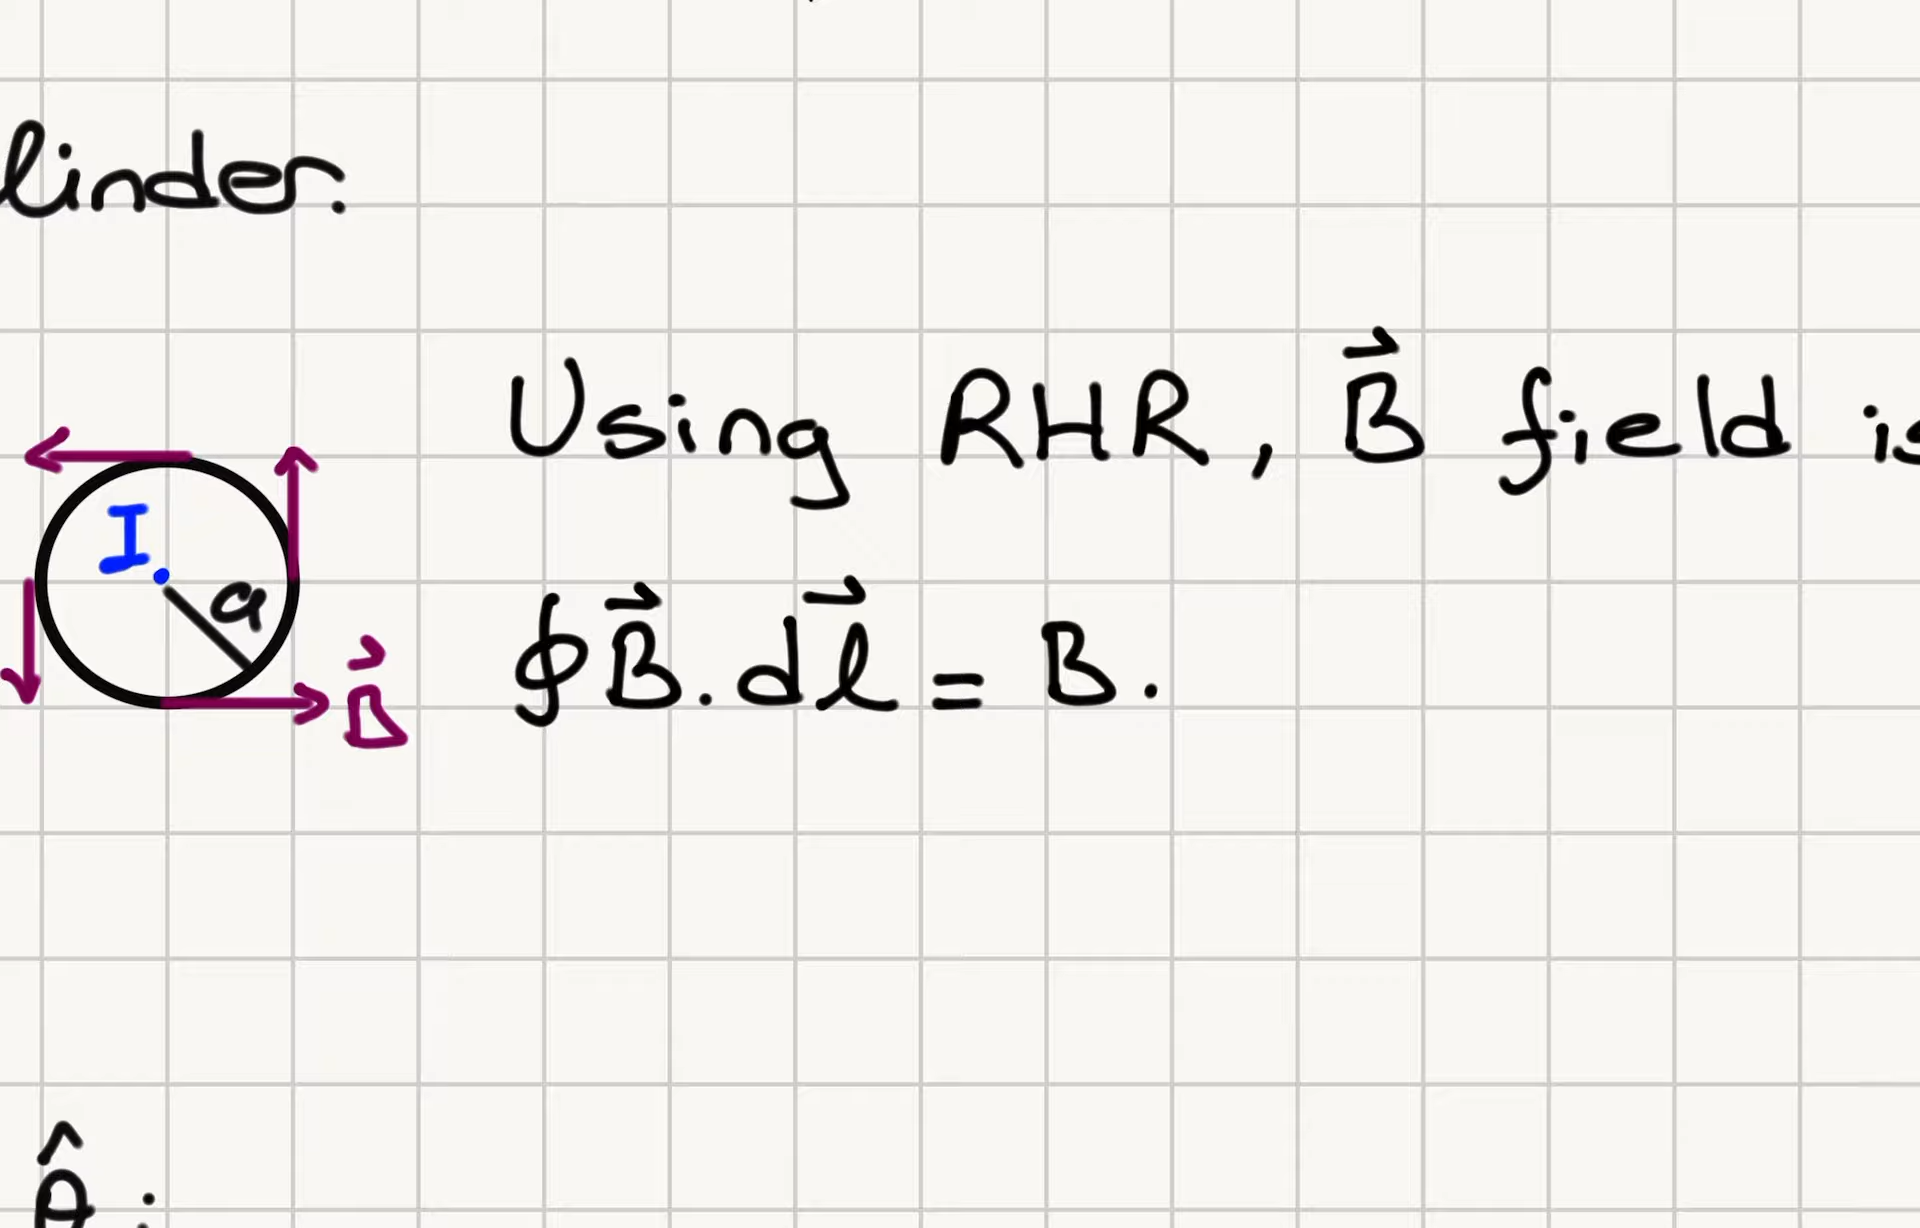 linder.
Using RHR, B⃗ field is
I
a
B⃗
∮B⃗.dl⃗ = B.
θ̂ :